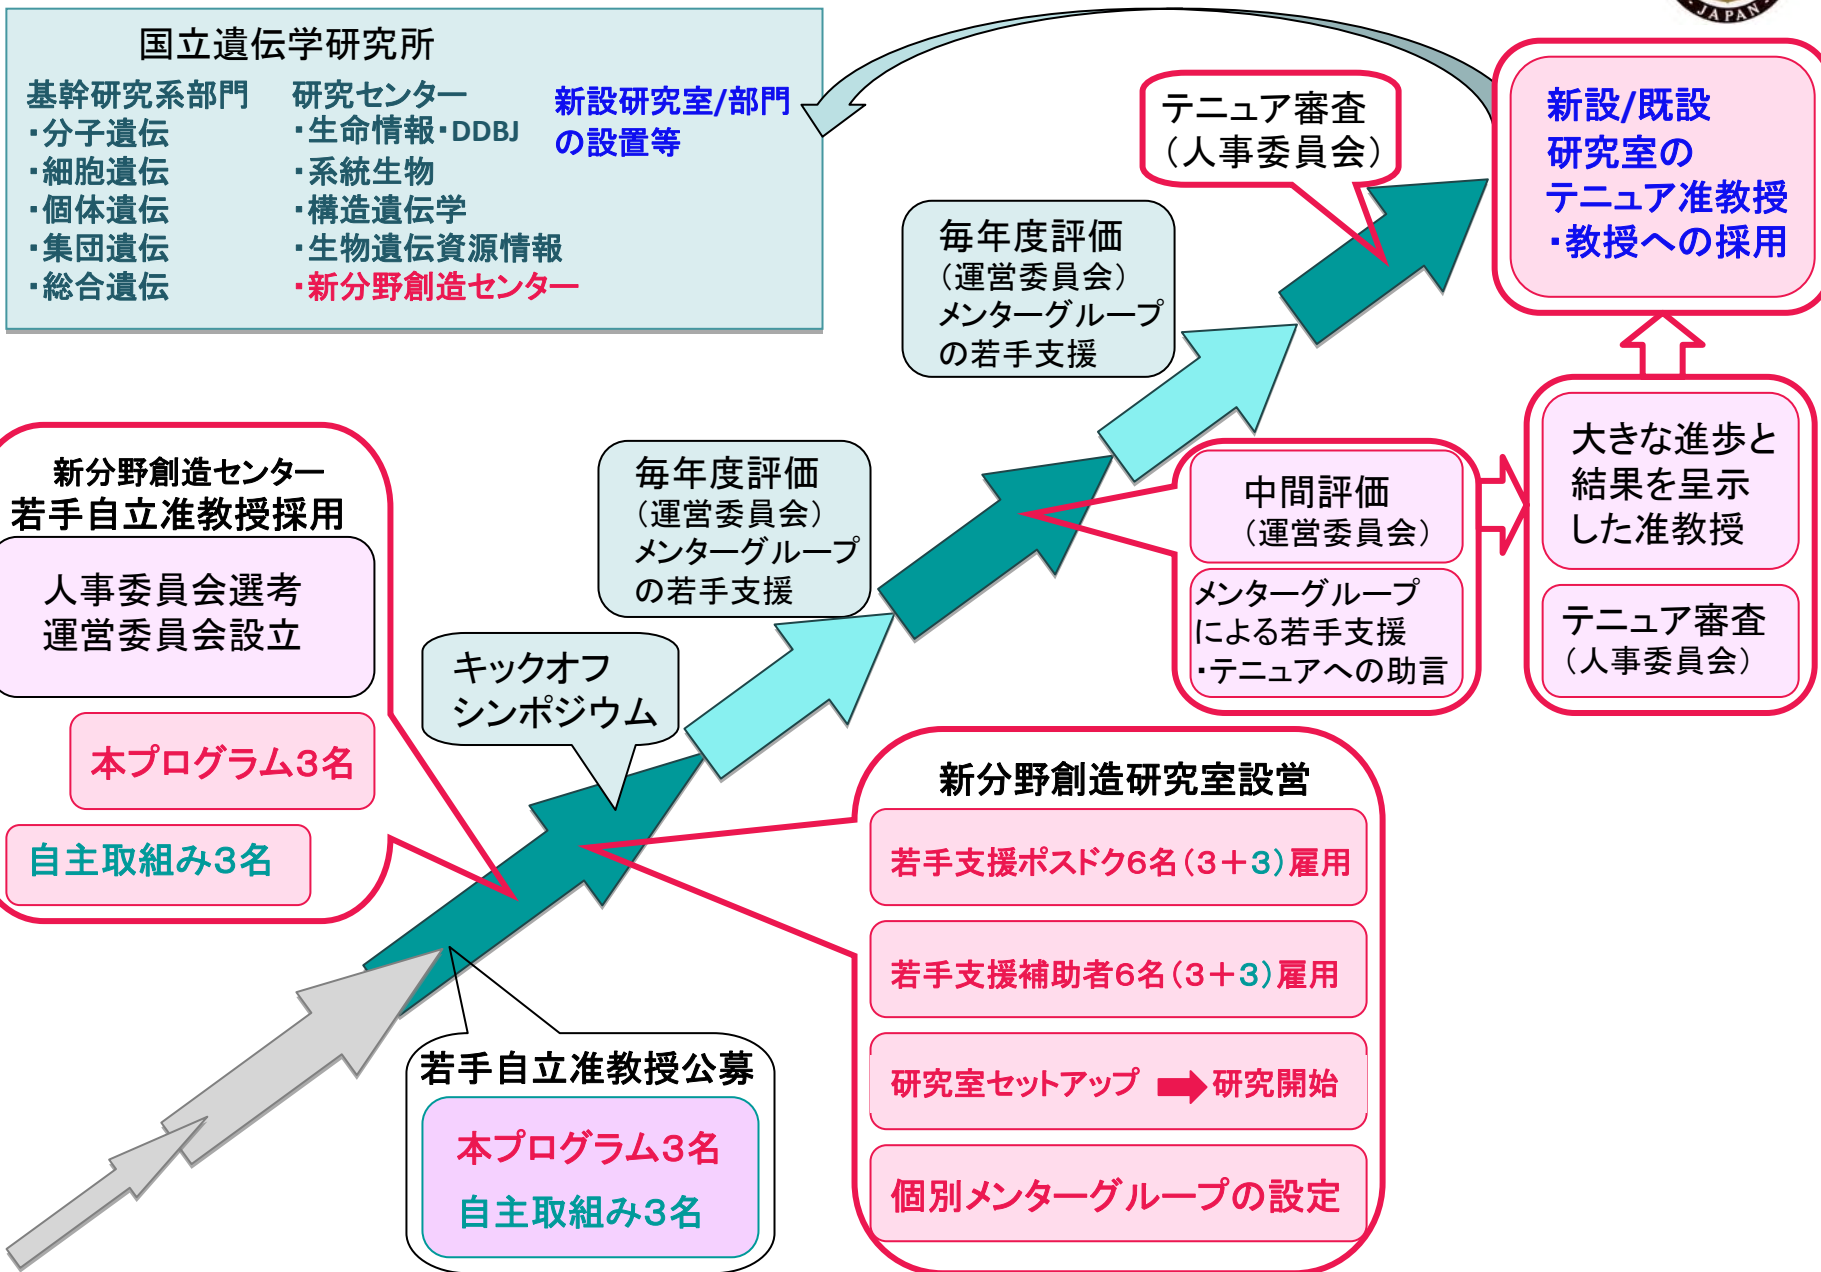 JAPAN
国立遺伝学研究所
基幹研究系部門
・分子遺伝
・細胞遺伝
・個体遺伝
・集団遺伝
・総合遺伝
研究センター
・生命情報・DDBJ
・系統生物
・構造遺伝学
・生物遺伝資源情報
・新分野創造センター
新設研究室/部門
の設置等
テニュア審査
（人事委員会）
新設/既設
研究室の
テニュア准教授
・教授への採用
毎年度評価
（運営委員会）
メンターグループ
の若手支援
大きな進歩と
結果を呈示
した准教授
テニュア審査
（人事委員会）
中間評価
（運営委員会）
メンターグループ
による若手支援
・テニュアへの助言
毎年度評価
（運営委員会）
メンターグループ
の若手支援
新分野創造センター
若手自立准教授採用
人事委員会選考
運営委員会設立
本プログラム3名
自主取組み3名
キックオフ
シンポジウム
新分野創造研究室設営
若手支援ポスドク6名（3＋3）雇用
若手支援補助者6名（3＋3）雇用
研究室セットアップ ➡ 研究開始
個別メンターグループの設定
若手自立准教授公募
本プログラム3名
自主取組み3名